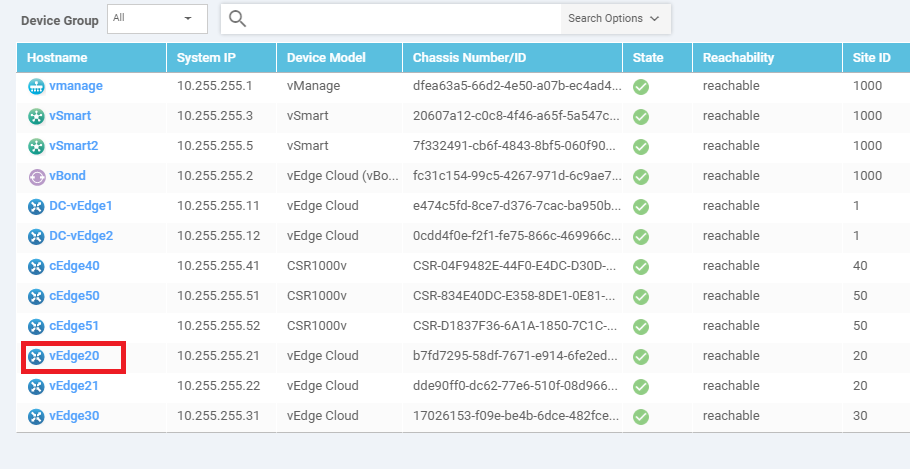 Device Group All Search Options
Hostname System IP Device Model Chassis Number/ID State Reachability Site ID
vmanage 10.255.255.1 vManage dfea63a5-66d2-4e50-a07b-ec4ad4... reachable 1000
vSmart 10.255.255.3 vSmart 20607a12-c0c8-4f46-a65f-5a547c... reachable 1000
vSmart2 10.255.255.5 vSmart 7f332491-cb6f-4843-8bf5-060f90... reachable 1000
vBond 10.255.255.2 vEdge Cloud (vBo... fc31c154-99c5-4267-971d-6c9ae7... reachable 1000
DC-vEdge1 10.255.255.11 vEdge Cloud e474c5fd-8ce7-d376-7cac-ba950b... reachable 1
DC-vEdge2 10.255.255.12 vEdge Cloud 0cdd4f0e-f2f1-fe75-866c-469966c... reachable 1
cEdge40 10.255.255.41 CSR1000v CSR-04F9482E-44F0-E4DC-D30D-... reachable 40
cEdge50 10.255.255.51 CSR1000v CSR-834E40DC-E358-8DE1-0E81-... reachable 50
cEdge51 10.255.255.52 CSR1000v CSR-D1837F36-6A1A-1850-7C1C-... reachable 50
vEdge20 10.255.255.21 vEdge Cloud b7fd7295-58df-7671-e914-6fe2ed... reachable 20
vEdge21 10.255.255.22 vEdge Cloud dde90ff0-dc62-77e6-510f-08d966... reachable 20
vEdge30 10.255.255.31 vEdge Cloud 17026153-f09e-be4b-6dce-482fce... reachable 30